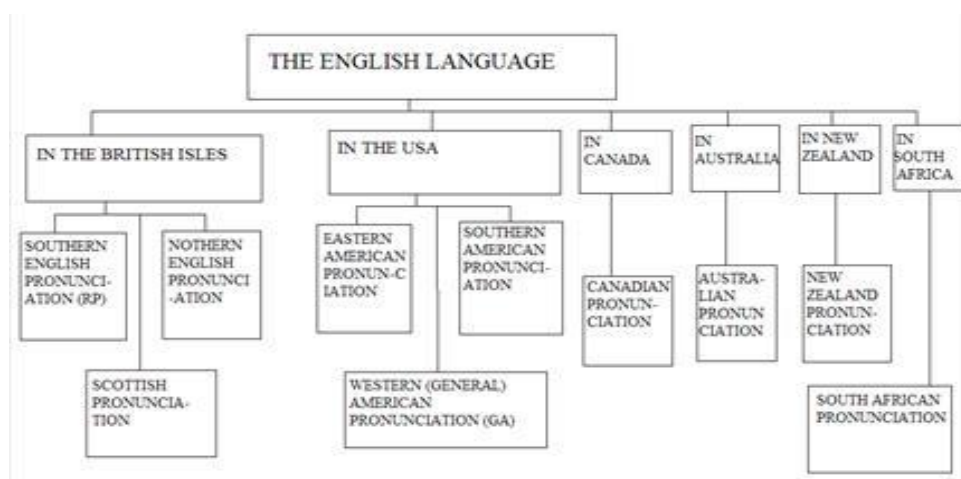 THE ENGLISH LANGUAGE
IN THE BRITISH ISLES
IN THE USA
IN
CANADA
IN
AUSTRALIA
IN NEW
ZEALAND
IN
SOUTH
AFRICA
SOUTHERN
ENGLISH
PRONUNCI-
ATION (RP)
NOTHERN
ENGLISH
PRONUNCI
-ATION
EASTERN
AMERICAN
PRONUN-C
IATION
SOUTHERN
AMERICAN
PRONUNCI-
ATION
CANADIAN
PRONUN-
CIATION
AUSTRA-
LIAN
PRONUN
CIATION
NEW
ZEALAND
PRONUN-
CIATION
SCOTTISH
PRONUNCIA-
TION
WESTERN (GENERAL)
AMERICAN
PRONUNCIATION (GA)
SOUTH AFRICAN
PRONUNCIATION